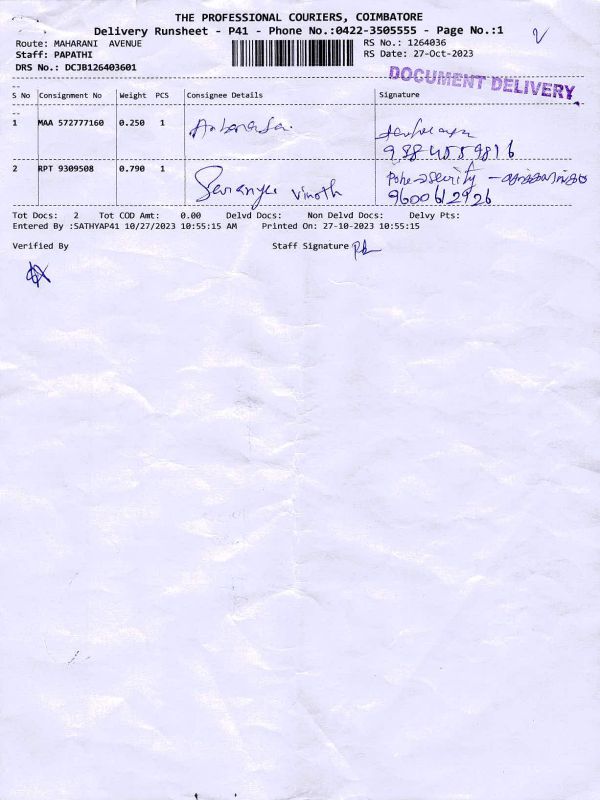 THE PROFESSIONAL COURIERS, COIMBATORE
Delivery Runsheet - P41 - Phone No.:0422-3505555 - Page No.:1
Route: MAHARANI AVENUE
RS No.: 1264036
Staff: PAPATHI
RS Date: 27-Oct-2023
DRS No.: DCJB126403601
DOCUMENT DELIVERY
S No Consignment No Weight PCS Consignee Details Signature
1 MAA 572777160 0.250 1
2 RPT 9309508 0.790 1 Saranya Vinoth
9600612926
Tot Docs: 2 Tot COD Amt: 0.00 Delvd Docs: Non Delvd Docs: Delvy Pts:
Entered By :SATHYAP41 10/27/2023 10:55:15 AM Printed On: 27-10-2023 10:55:15
Verified By Staff Signature